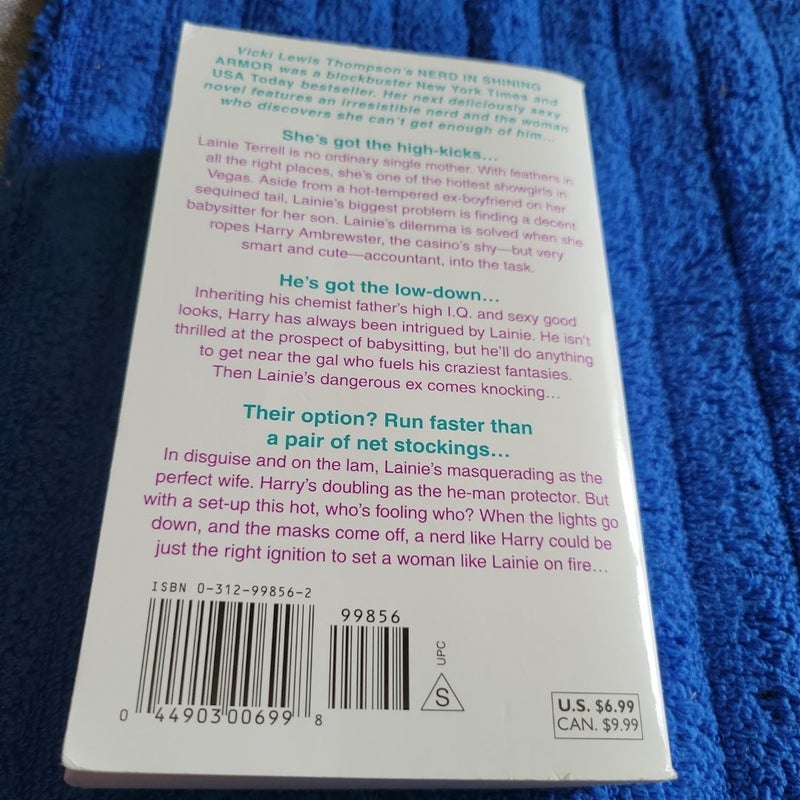 Vicki Lewis Thompson's NERD IN SHINING
ARMOR was a blockbuster New York Times and
USA Today bestseller. Her next deliciously sexy
novel features an irresistible nerd and the woman
who discovers she can't get enough of him...
She's got the high-kicks...
Lainie Terrell is no ordinary single mother. With feathers in
all the right places, she's one of the hottest showgirls in
Vegas. Aside from a hot-tempered ex-boyfriend on her
sequined tail, Lainie's biggest problem is finding a decent
babysitter for her son. Lainie's dilemma is solved when she
ropes Harry Ambrewster, the casino's shy—but very
smart and cute—accountant, into the task.
He's got the low-down...
Inheriting his chemist father's high I.Q. and sexy good
looks, Harry has always been intrigued by Lainie. He isn't
thrilled at the prospect of babysitting, but he'll do anything
to get near the gal who fuels his craziest fantasies.
Then Lainie's dangerous ex comes knocking...
Their option? Run faster than
a pair of net stockings...
In disguise and on the lam, Lainie's masquerading as the
perfect wife. Harry's doubling as the he-man protector. But
with a set-up this hot, who's fooling who? When the lights go
down, and the masks come off, a nerd like Harry could be
just the right ignition to set a woman like Lainie on fire...
ISBN 0-312-99856-2
99856
0 44903 00699 8
S UPC
U.S. $6.99
CAN. $9.99